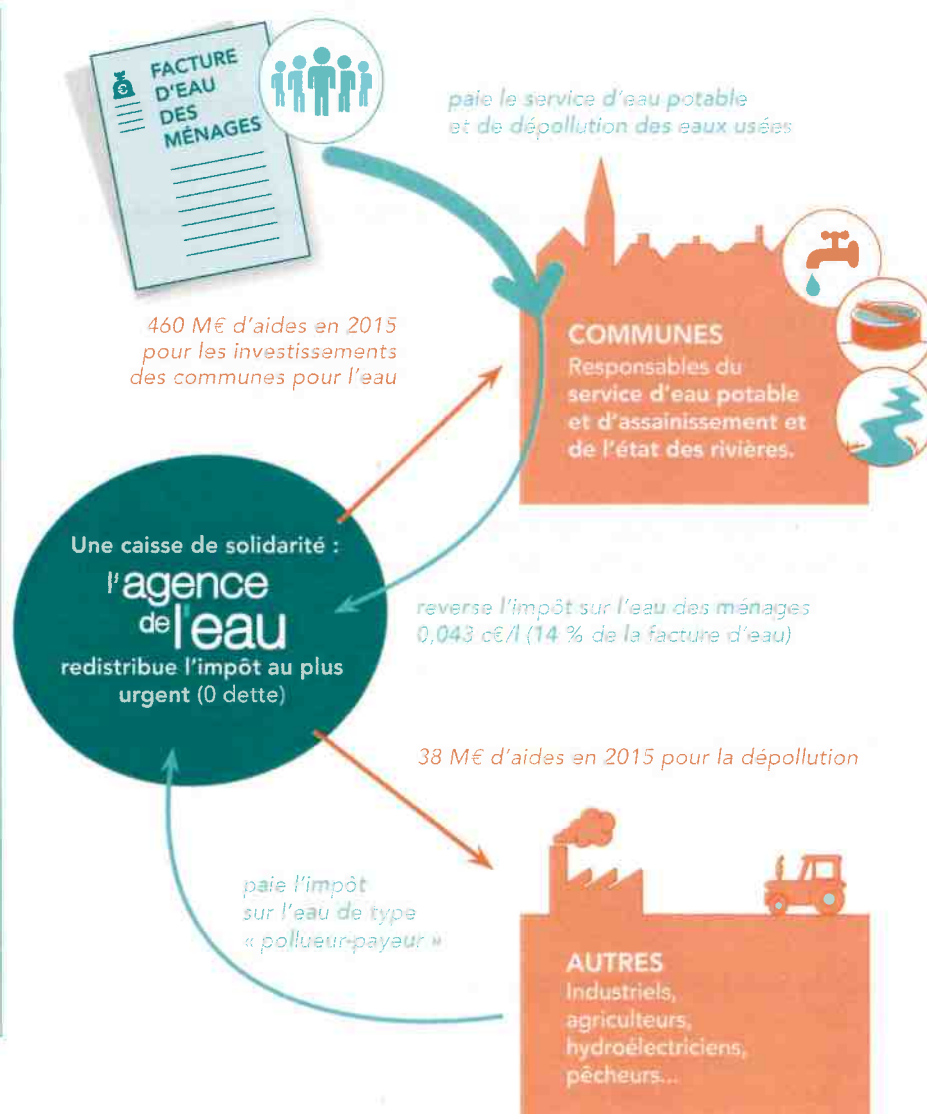 FACTURE
D'EAU
DES
MÉNAGES
paie le service d'eau potable
et de dépollution des eaux usées
460 M€ d'aides en 2015
pour les investissements
des communes pour l'eau
COMMUNES
Responsables du
service d'eau potable
et d'assainissement et
de l'état des rivières.
Une caisse de solidarité :
l'agence
de l'eau
redistribue l'impôt au plus
urgent (0 dette)
reverse l'impôt sur l'eau des ménages
0,043 c€/l (14 % de la facture d'eau)
38 M€ d'aides en 2015 pour la dépollution
paie l'impôt
sur l'eau de type
« pollueur-payeur »
AUTRES
Industriels,
agriculteurs,
hydroélectriciens,
pêcheurs...